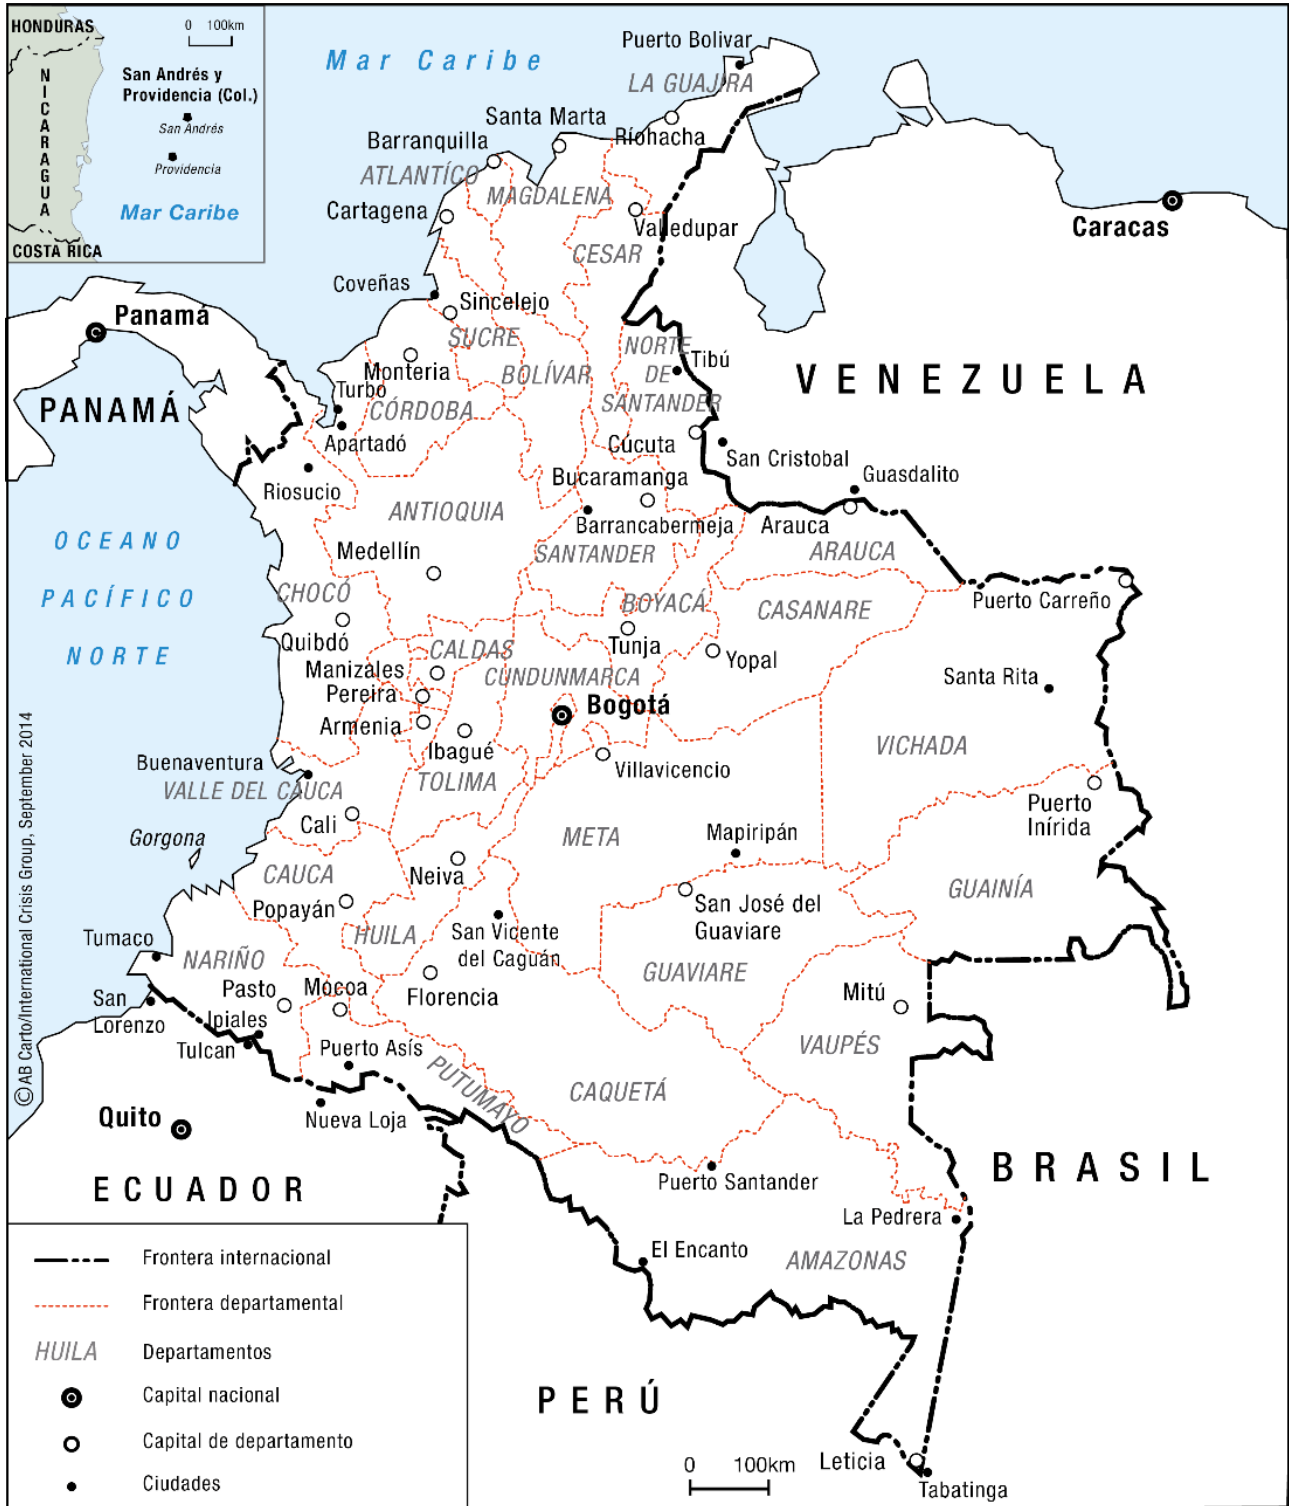 HONDURAS
0 100km
NICARAGUA
San Andrés y
Providencia (Col.)
San Andrés
Providencia
Mar Caribe
COSTA RICA
Mar Caribe
Puerto Bolivar
LA GUAJIRA
Santa Marta
Ríohacha
Barranquilla
ATLANTÍCO
MAGDALENA
Cartagena
Valledupar
Caracas
CESAR
Coveñas
Sincelejo
Panamá
SUCRE
NORTE
DE
SANTANDER
Tibú
Monteria
BOLÍVAR
VENEZUELA
Turbo
PANAMÁ
CÓRDOBA
Apartadó
Cúcuta
San Cristobal
Riosucio
Bucaramanga
Guasdalito
ANTIOQUIA
Barrancabermeja
Arauca
OCEANO
PACÍFICO
NORTE
Medellín
SANTANDER
ARAUCA
CHOCÓ
BOYACÁ
CASANARE
Puerto Carreño
Quibdó
CALDAS
Tunja
Yopal
Manizales
CUNDUNMARCA
Santa Rita
Pereira
Bogotá
Armenia
Ibagué
VICHADA
Buenaventura
Villavicencio
VALLE DEL CAUCA
TOLIMA
Cali
Puerto
Inírida
Gorgona
META
Mapiripán
CAUCA
Neiva
GUAINÍA
Popayán
San José del
Guaviare
HUILA
San Vicente
del Caguán
Tumaco
NARIÑO
GUAVIARE
Pasto
Mocoa
Florencia
Mitú
San
Lorenzo
Ipiales
Tulcan
Puerto Asís
VAUPÉS
PUTUMAYO
CAQUETÁ
Quito
Nueva Loja
ECUADOR
Puerto Santander
BRASIL
La Pedrera
El Encanto
AMAZONAS
PERÚ
Leticia
Tabatinga
0 100km
©AB Carto/International Crisis Group, September 2014
Frontera internacional
Frontera departamental
HUILA Departamentos
Capital nacional
Capital de departamento
Ciudades